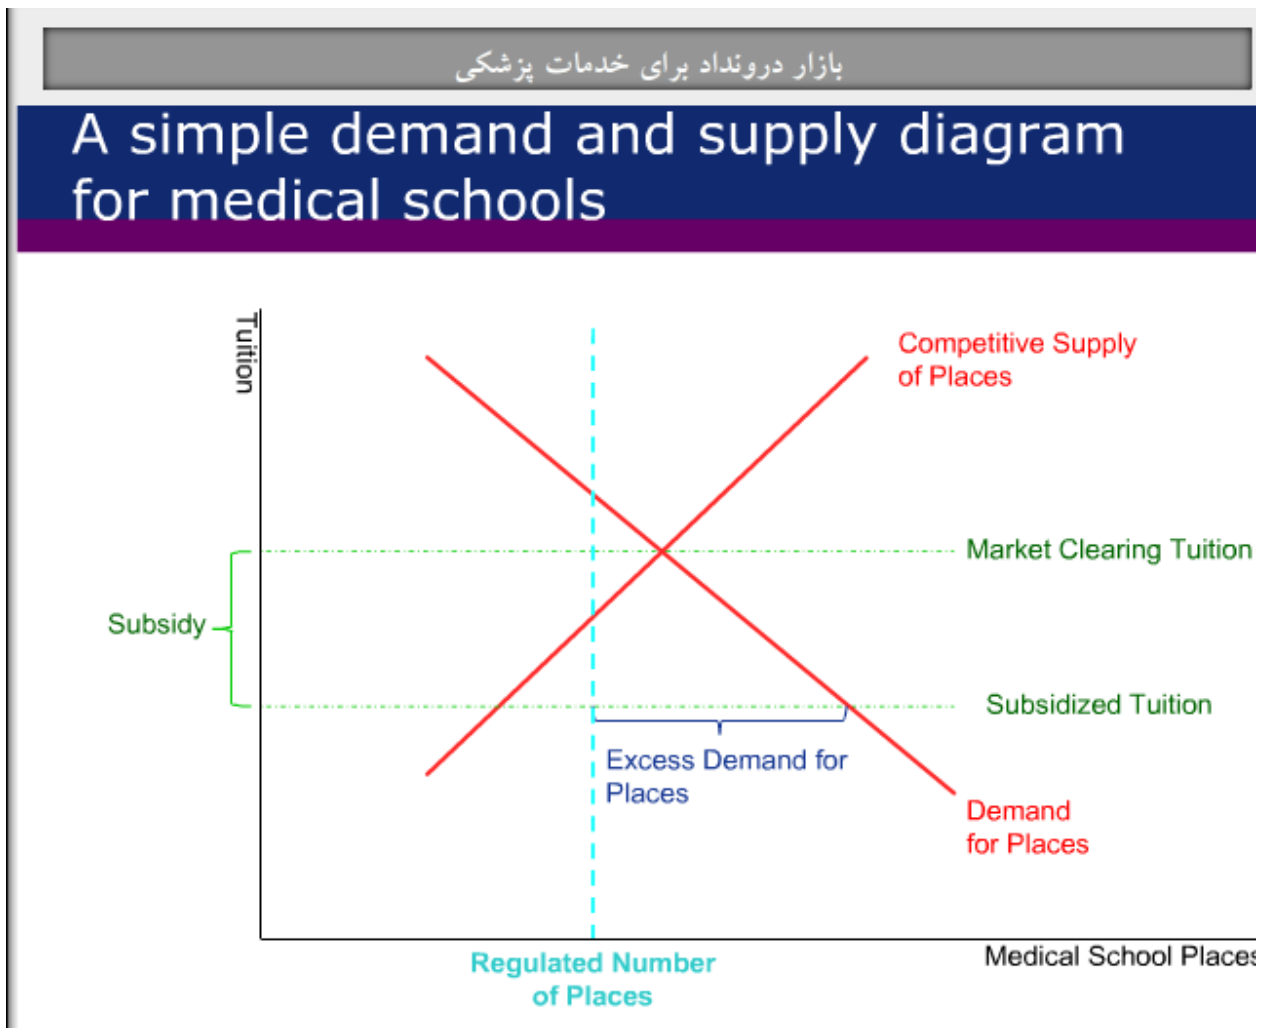 بازار درونداد برای خدمات پزشکی
A simple demand and supply diagram
for medical schools
Tuition
Competitive Supply
of Places
Market Clearing Tuition
Subsidy
Subsidized Tuition
Excess Demand for
Places
Demand
for Places
Medical School Places
Regulated Number
of Places